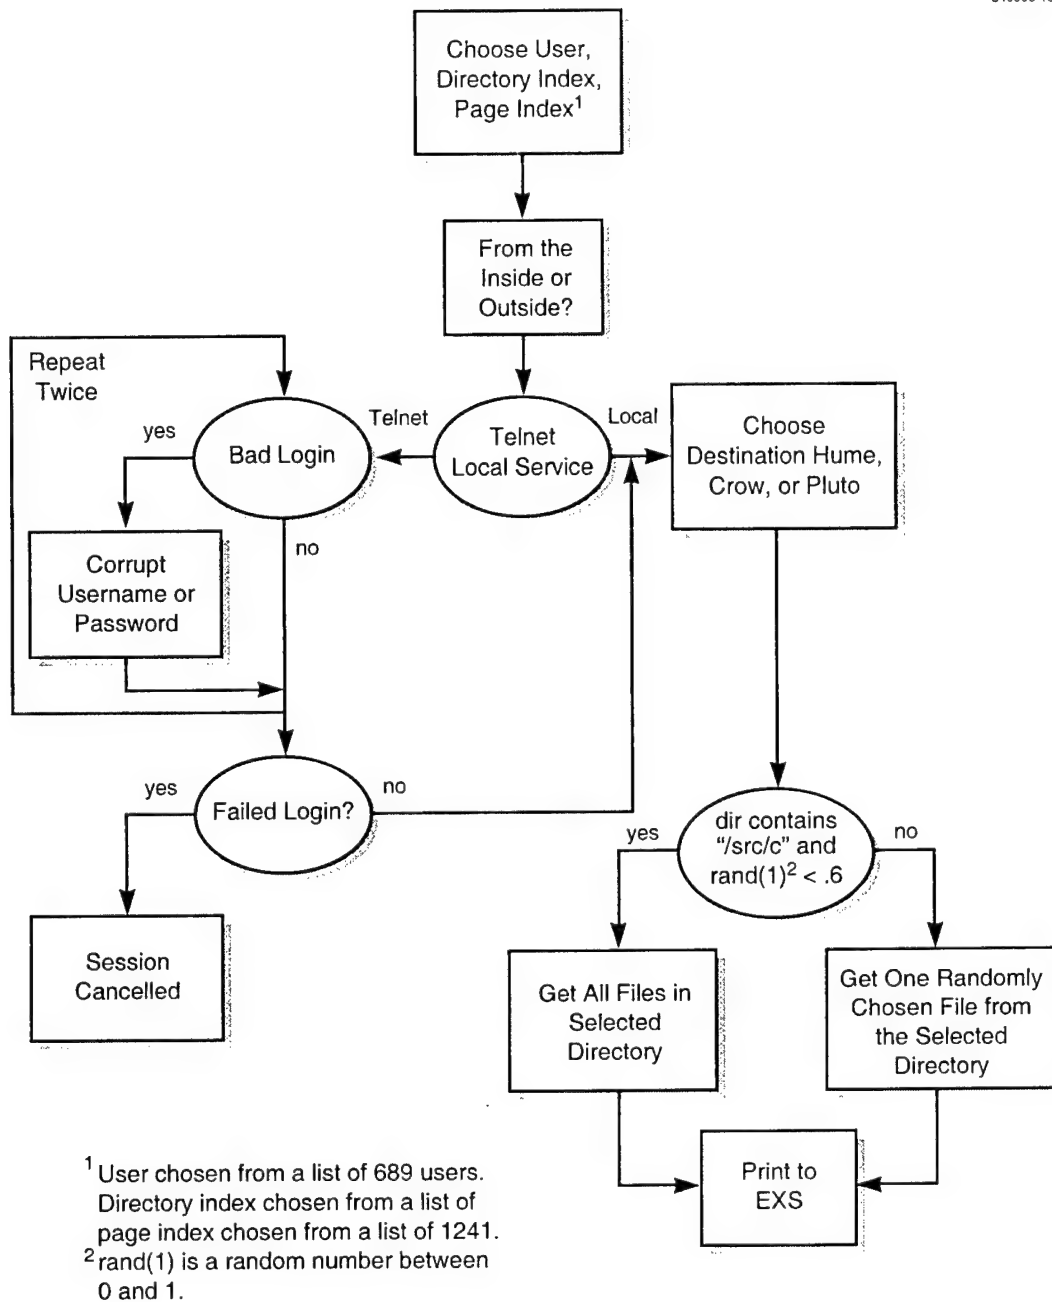 Choose User,
Directory Index,
Page Index1
From the
Inside or
Outside?
Repeat
Twice
yes
Bad Login
Telnet
Telnet
Local Service
Local
Choose
Destination Hume,
Crow, or Pluto
no
Corrupt
Username or
Password
yes
Failed Login?
no
yes
dir contains
“/src/c” and
rand(1)2 < .6
no
Session
Cancelled
Get All Files in
Selected
Directory
Get One Randomly
Chosen File from
the Selected
Directory
Print to
EXS
1 User chosen from a list of 689 users.
Directory index chosen from a list of
page index chosen from a list of 1241.
2 rand(1) is a random number between
0 and 1.